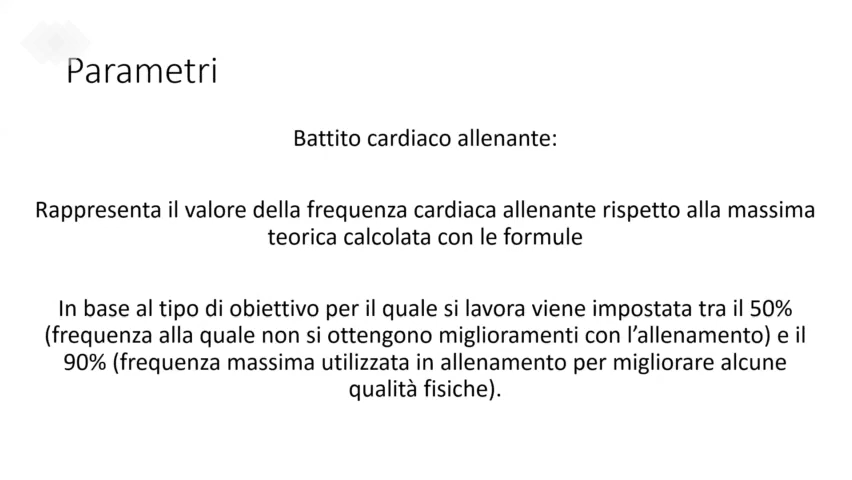 Parametri
Battito cardiaco allenante:
Rappresenta il valore della frequenza cardiaca allenante rispetto alla massima
teorica calcolata con le formule
In base al tipo di obiettivo per il quale si lavora viene impostata tra il 50%
(frequenza alla quale non si ottengono miglioramenti con l’allenamento) e il
90% (frequenza massima utilizzata in allenamento per migliorare alcune
qualità fisiche).